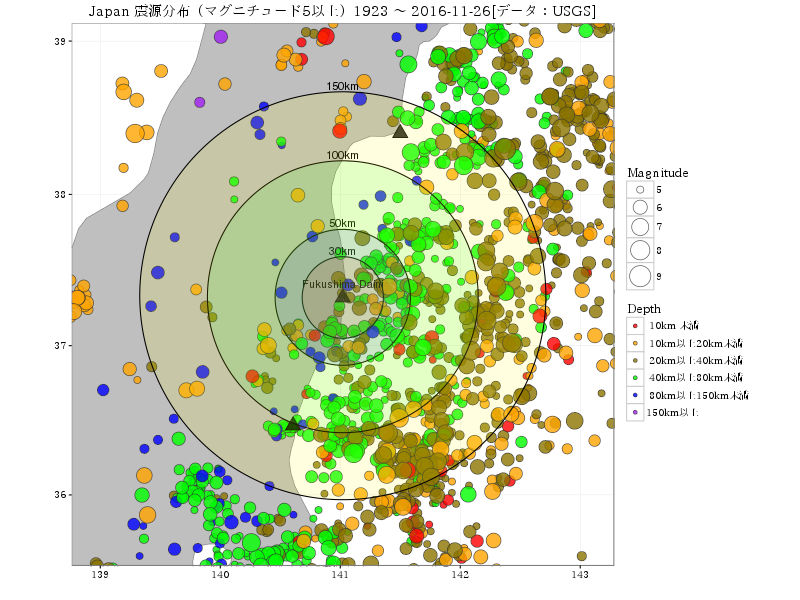 Japan 震源分布（マグニチュード5以上）1923 〜 2016-11-26[データ：USGS]
39
38
37
36
139
140
141
142
143
150km
100km
50km
30km
Fukushima Daiichi
Magnitude
5
6
7
8
9
Depth
10km 未満
10km以上20km未満
20km以上40km未満
40km以上80km未満
80km以上150km未満
150km以上